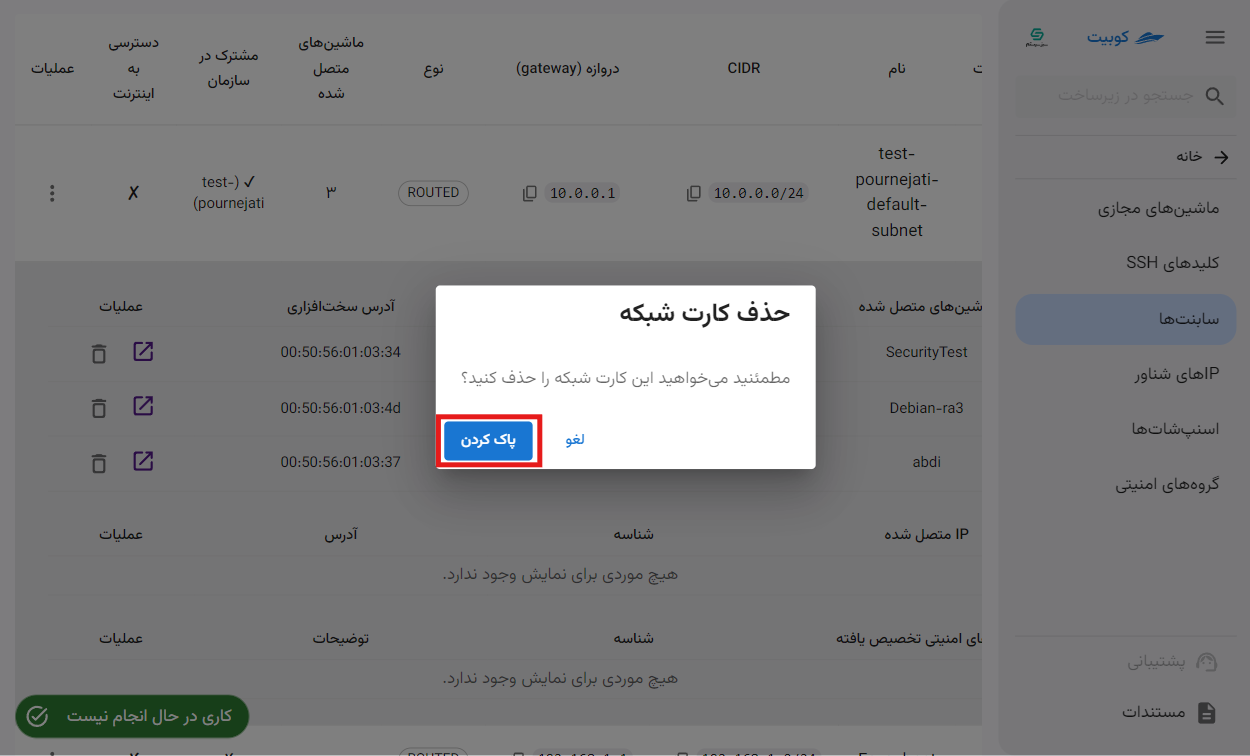 کوبیت
جستجو در زیرساخت
خانه
ماشین‌های مجازی
کلیدهای SSH
سابنت‌ها
IPهای شناور
اسنپ‌شات‌ها
گروه‌های امنیتی
پشتیبانی
مستندات
نام
CIDR
دروازه (gateway)
نوع
ماشین‌های
متصل
شده
مشترک در
سازمان
دسترسی
به
اینترنت
عملیات
test-
pournejati-
default-
subnet
10.0.0.0/24
10.0.0.1
ROUTED
۳
✓ (test-
pournejati)
✗
شین‌های متصل شده
آدرس سخت‌افزاری
عملیات
SecurityTest
00:50:56:01:03:34
Debian-ra3
00:50:56:01:03:4d
abdi
00:50:56:01:03:37
حذف کارت شبکه
مطمئنید می‌خواهید این کارت شبکه را حذف کنید؟
لغو
پاک کردن
IP متصل شده
شناسه
آدرس
عملیات
هیچ موردی برای نمایش وجود ندارد.
ای امنیتی تخصیص یافته
شناسه
توضیحات
عملیات
هیچ موردی برای نمایش وجود ندارد.
کاری در حال انجام نیست
ROUTED